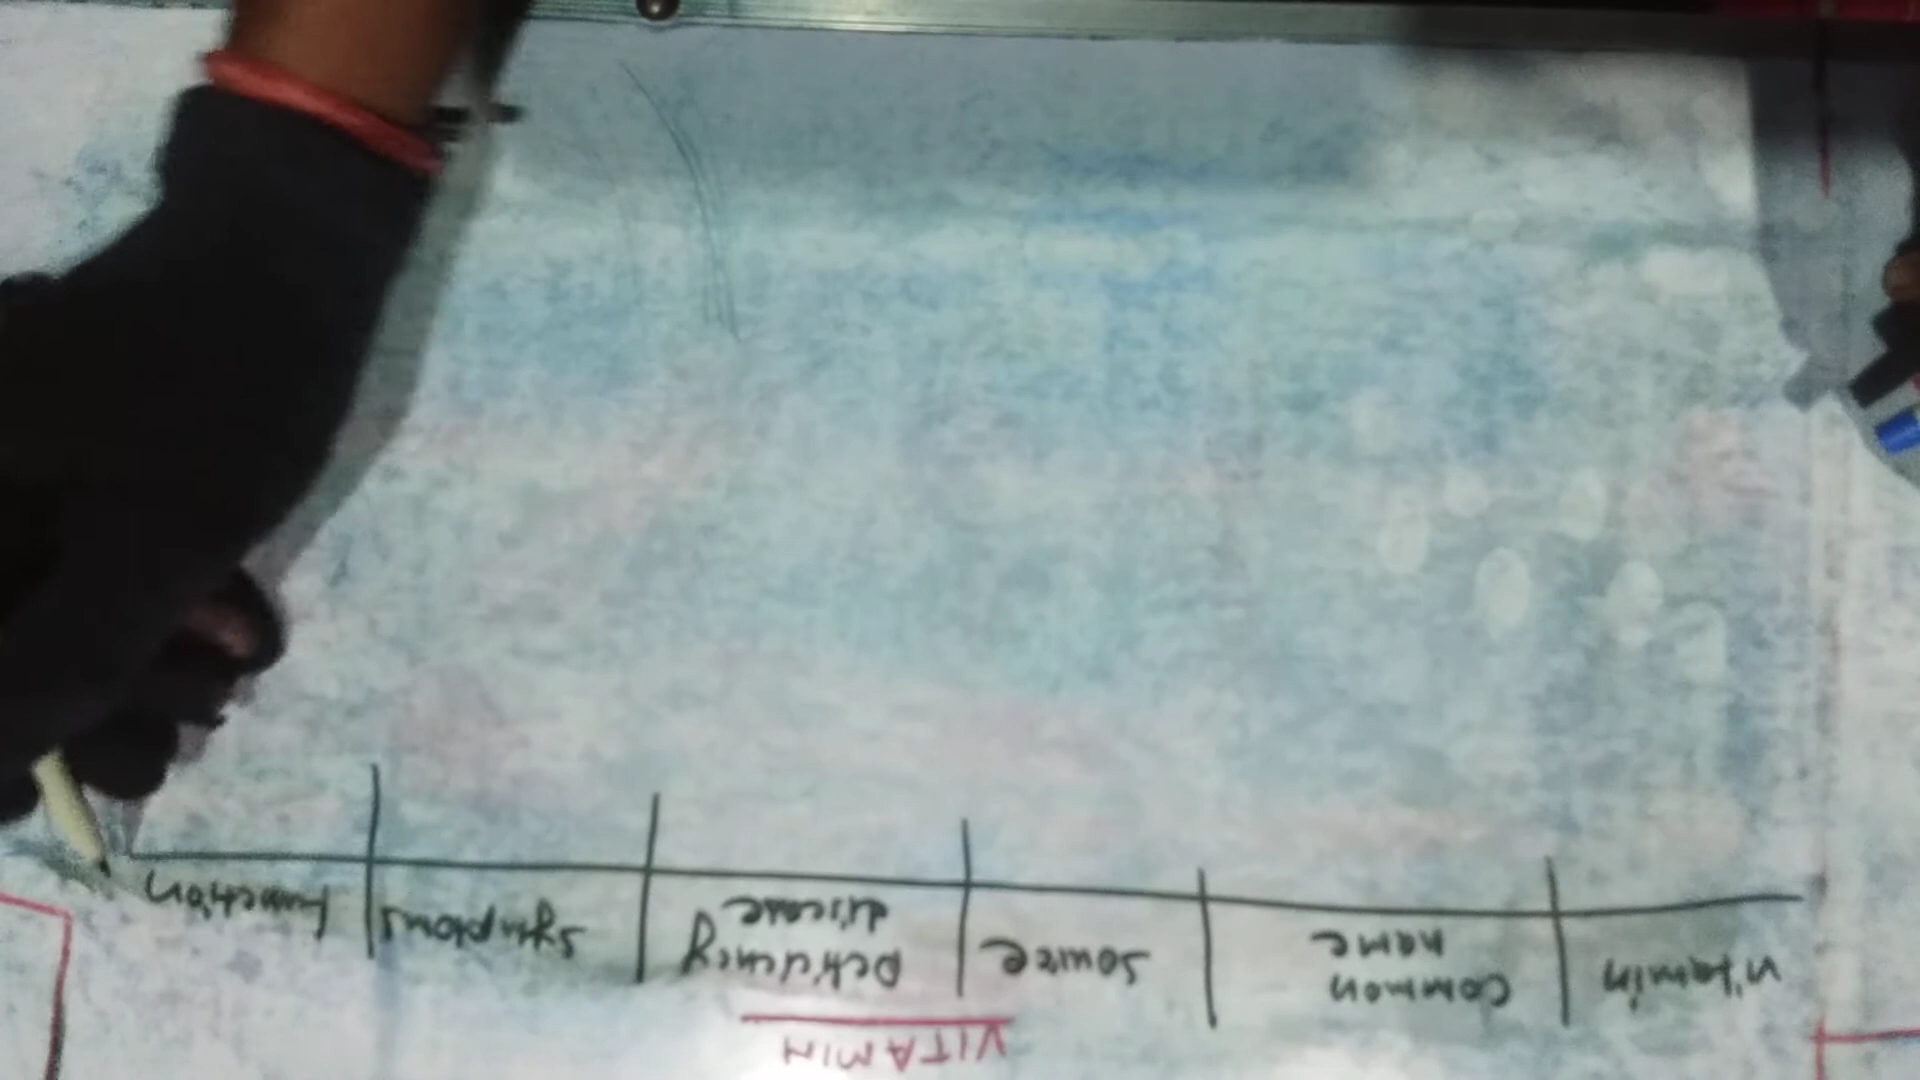 VITAMIN
vitamin
common
name
source
Deficiency
disease
symptoms
function